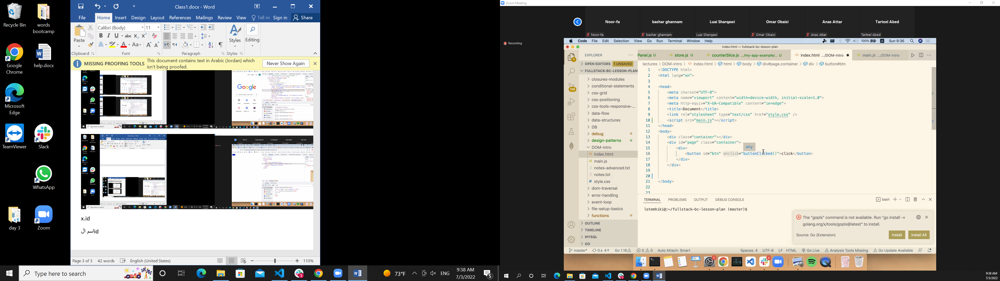 Recycle Bin
words bootcamp
Google Chrome
help.docx
Microsoft Edge
TeamViewer
Slack
WhatsApp
day 3
Zoom
Class1.docx - Word
File Home Insert Design Layout References Mailings Review View Tell m Sign in Share
Calibri (Body) 11
Paste
B I U abc X₂ X²
Styles
Editing
Clipboard Font Paragraph Styles
MISSING PROOFING TOOLS This document contains text in Arabic (Jordan) which isn't being proofed. Never Show Again
x.id
اسم الid
Page 3 of 3 42 words English (United States) 110%
Type here to search
73°F ENG 9:38 AM 7/3/2022
Zoom Meeting
Noor-fa bashar ghannam Luai Sharqawi Omar Obaisi Anas Attar Tarteel Abed
Noor-fa bashar ghannam Luai Sharqawi Omar Obaisi Anas Attar Tarteel Abed
Recording
Code File Edit Selection View Go Run Terminal Window Help 100% Sun 9:36
index.html — fullstack-bc-lesson-plan
EXPLORER
Panel.js U store.js U counterSlice.js .../my-app-example/... U index.html .../DOM-intro main.js .../DOM-intro
OPEN EDITORS 1 UNSAVED
lectures > DOM-intro > index.html > html > body > div#page.container > div > button#btn
FULLSTACK-BC-LESSON-PLAN
closures-modules
conditional-statements
css-grid
css-positioning
css-tools-responsive-...
data-flow
data-structures
DB
debug
design-patterns
DOM-intro
index.html
main.js
notes-advanced.txt
notes.txt
style.css
dom-traversal
error-handling
event-loop
file-setup-basics
functions
OUTLINE
TIMELINE
MYSQL
GO
1 <!DOCTYPE html>
2 <html lang="en">
3
4 <head>
5 <meta charset="UTF-8">
6 <meta name="viewport" content="width=device-width, initial-scale=1.0">
7 <meta http-equiv="X-UA-Compatible" content="ie=edge">
8 <title>Document</title>
9 <link rel="stylesheet" type="text/css" href="style.css" />
10 <script src="main.js"></script>
11 </head>
12 <body>
13 <div class="container"></div>
14 <div id="page" class="container">
any
15 <div>
16 <button id="btn" onclick="buttonClicked()">click</button>
17 </div>
18 </div>
19
20
21 </body>
22
23
TERMINAL PROBLEMS OUTPUT DEBUG CONSOLE bash
lotemhiki@:~/fullstack-bc-lesson-plan (master)$
The "gopls" command is not available. Run "go install -v
golang.org/x/tools/gopls@latest" to install.
Source: Go (Extension) Install Install All
master* 0↓ 4↑ Go 1.16 0 0 Auto Attach: Smart Spaces: 4 UTF-8 LF HTML Go Live Analysis Tools Missing Go Update Available
9:38 AM
7/3/2022